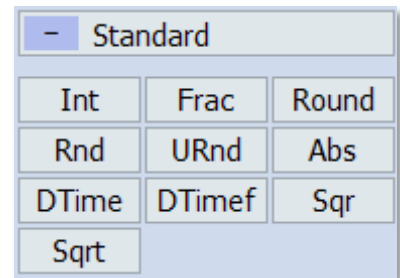 − Standard
Int Frac Round
Rnd URnd Abs
DTime DTimef Sqr
Sqrt